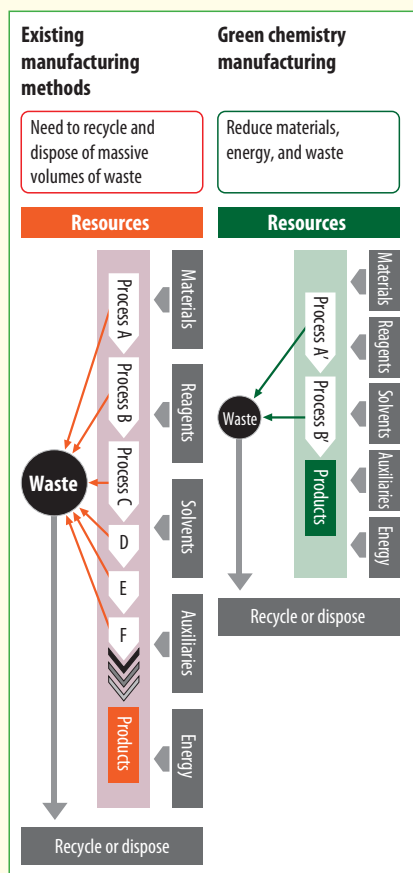 Existing
manufacturing
methods
Need to recycle and
dispose of massive
volumes of waste
Resources
Process A
Process B
Process C
D
E
F
Products
Waste
Materials
Reagents
Solvents
Auxiliaries
Energy
Recycle or dispose
Green chemistry
manufacturing
Reduce materials,
energy, and waste
Resources
Process A’
Process B’
Products
Waste
Materials
Reagents
Solvents
Auxiliaries
Energy
Recycle or dispose